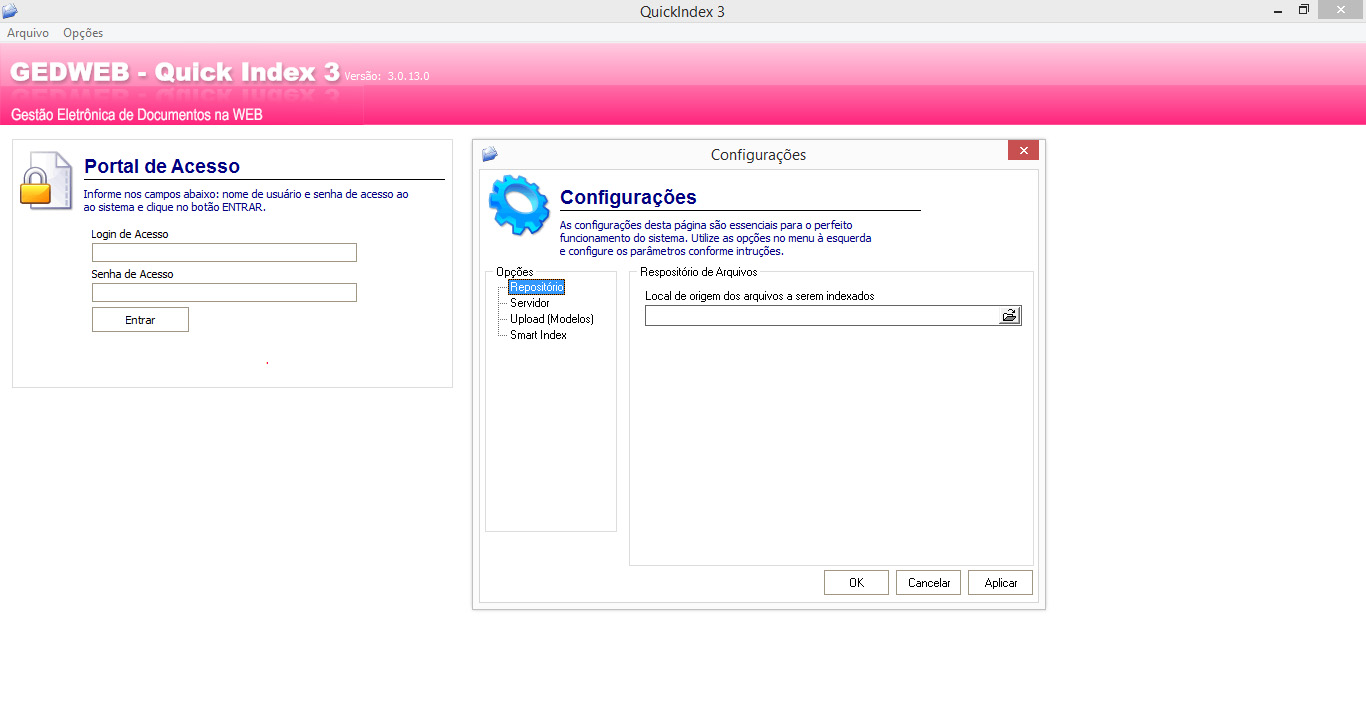 QuickIndex 3
Arquivo Opções
GEDWEB - Quick Index 3 Versão: 3.0.13.0
Gestão Eletrônica de Documentos na WEB
Portal de Acesso
Informe nos campos abaixo: nome de usuário e senha de acesso ao
ao sistema e clique no botão ENTRAR.
Login de Acesso
Senha de Acesso
Entrar
Configurações
Configurações
As configurações desta página são essenciais para o perfeito
funcionamento do sistema. Utilize as opções no menu à esquerda
e configure os parâmetros conforme intruções.
Opções
Repositório
Servidor
Upload (Modelos)
Smart Index
Respositório de Arquivos
Local de origem dos arquivos a serem indexados
OK Cancelar Aplicar